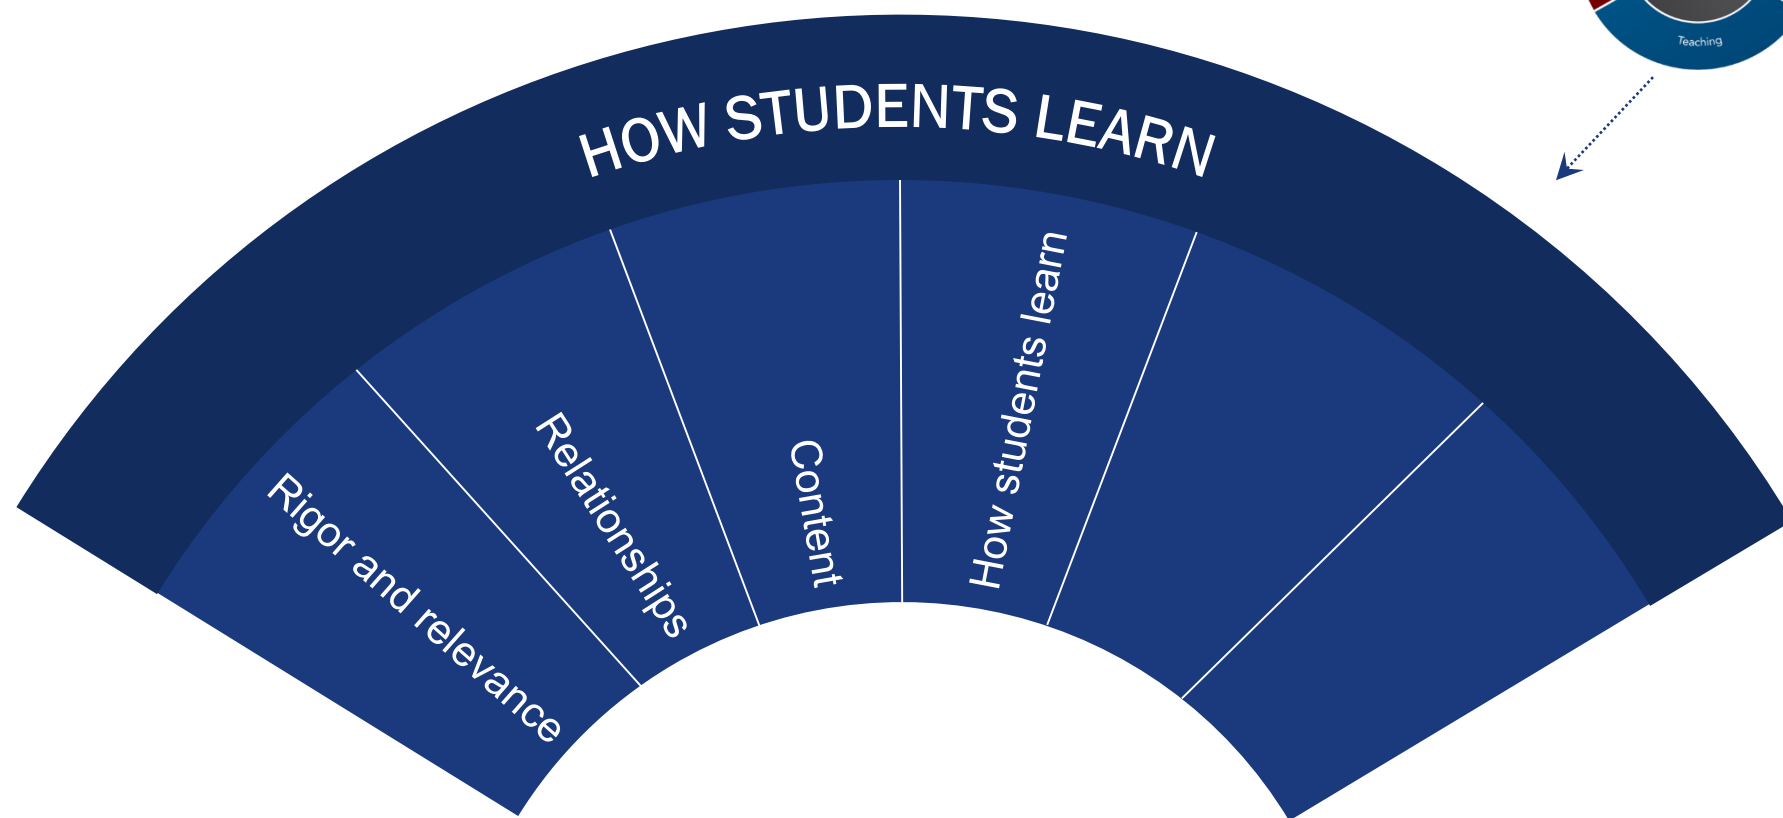 Teaching
HOW STUDENTS LEARN
Rigor and relevance
Relationships
Content
How students learn